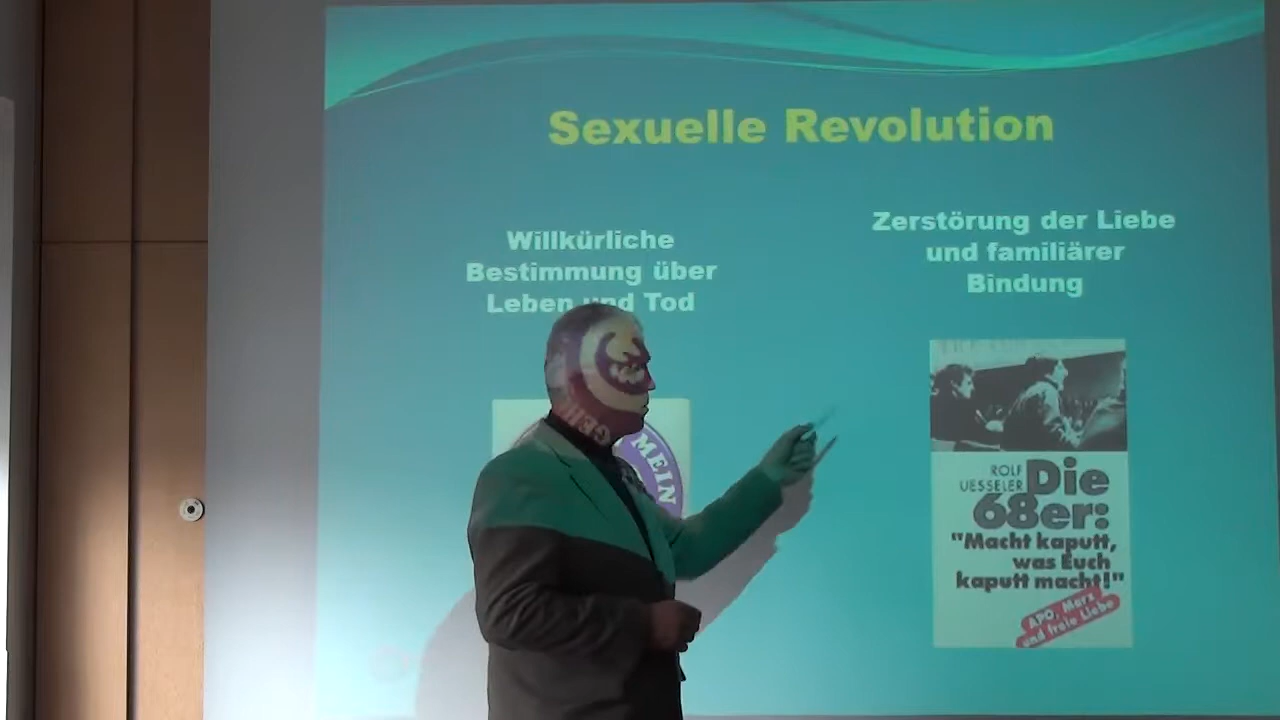 Sexuelle Revolution
Willkürliche
Bestimmung über
Leben und Tod
Zerstörung der Liebe
und familiärer
Bindung
MEIN
ROLF
UESSELER
Die
68er:
"Macht kaputt,
was Euch
kaputt macht!"
APO, Marx
und freie Liebe